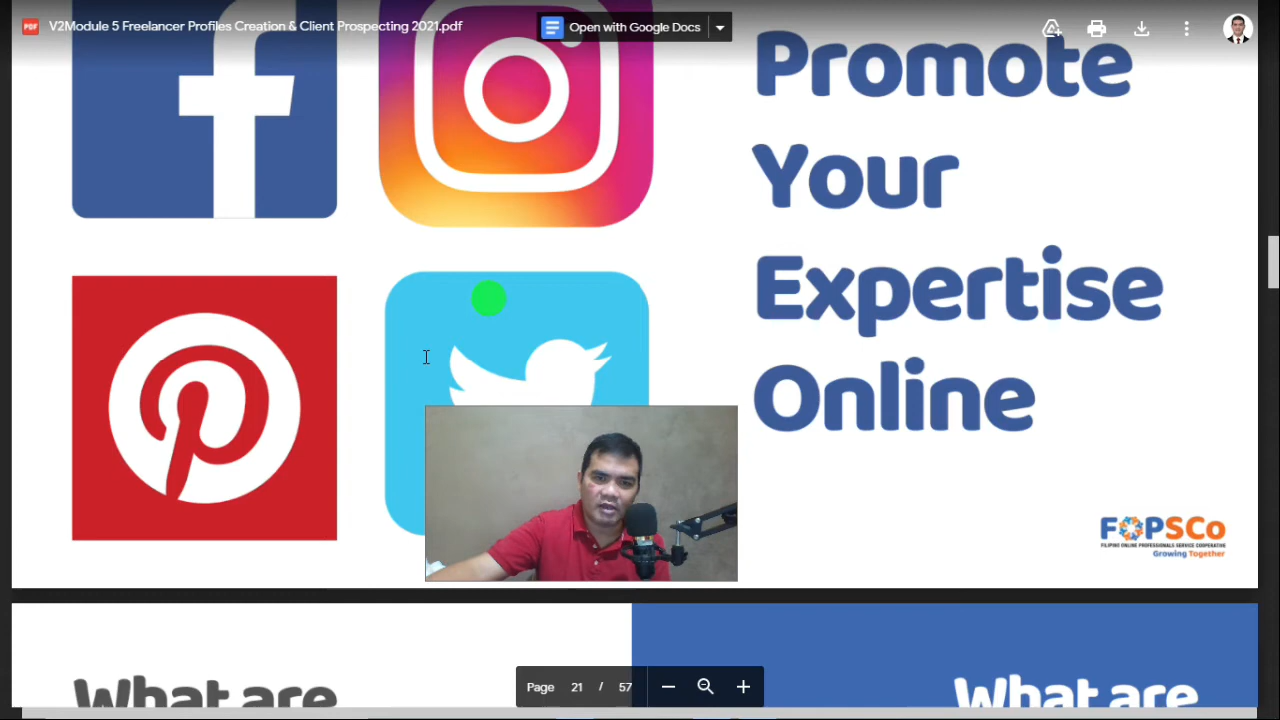 PDF
V2Module 5 Freelancer Profiles Creation & Client Prospecting 2021.pdf
Open with Google Docs
Promote
Your
Expertise
Online
FOPSCo
FILIPINO ONLINE PROFESSIONALS SERVICE COOPERATIVE
Growing Together
What are
What are
Page 21 / 57